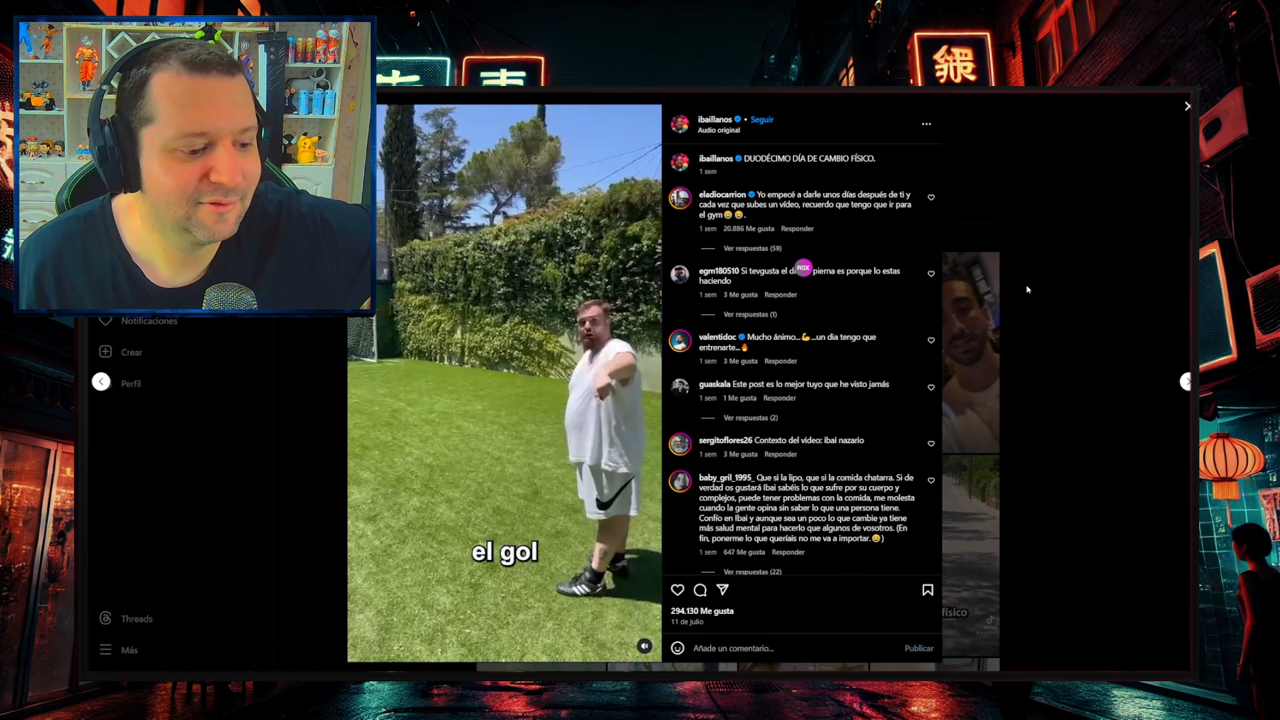 ibaillanos • Seguir
Audio original
ibaillanos DUODÉCIMO DÍA DE CAMBIO FÍSICO.
1 sem
eladiocarrion Yo empecé a darle unos días después de ti y
cada vez que subes un vídeo, recuerdo que tengo que ir para
el gym😂😂.
1 sem 20.886 Me gusta Responder
Ver respuestas (59)
egm180510 Si tevgusta el pierna es porque lo estas
haciendo
1 sem 3 Me gusta Responder
Ver respuestas (1)
valentidoc Mucho ánimo...💪...un dia tengo que
entrenarte...🔥
1 sem 3 Me gusta Responder
guaskala Este post es lo mejor tuyo que he visto jamás
1 sem 1 Me gusta Responder
Ver respuestas (2)
sergitoflores26 Contexto del video: ibai nazario
1 sem 3 Me gusta Responder
baby_gril_1995_ Que si la lipo, que si la comida chatarra. Si de
verdad os gustará Ibai sabéis lo que sufre por su cuerpo y
complejos, puede tener problemas con la comida, me molesta
cuando la gente opina sin saber lo que una persona tiene.
Confío en Ibai y aunque sea un poco lo que cambie ya tiene
más salud mental para hacerlo que algunos de vosotros. (En
fin, ponerme lo que queríais no me va a importar.😂)
1 sem 647 Me gusta Responder
Ver respuestas (22)
294.130 Me gusta
11 de julio
Añade un comentario...
Publicar
Notificaciones
Crear
Perfil
Threads
Más
el gol
físico